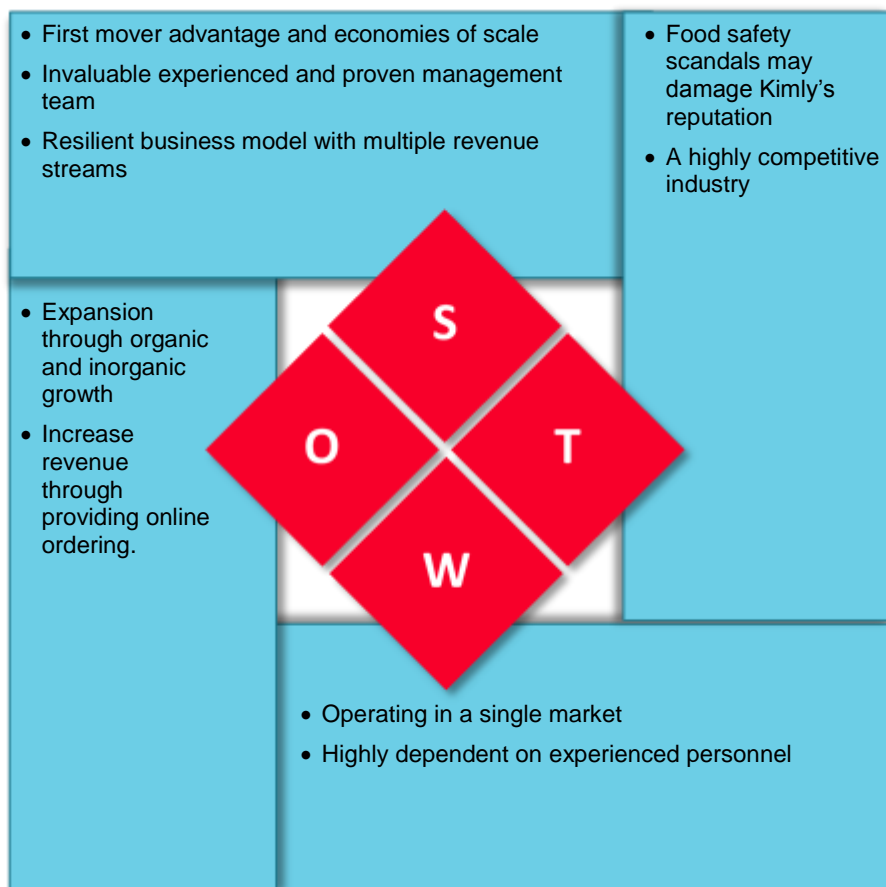 • First mover advantage and economies of scale
• Invaluable experienced and proven management
team
• Resilient business model with multiple revenue
streams
• Food safety
scandals may
damage Kimly’s
reputation
• A highly competitive
industry
• Expansion
through organic
and inorganic
growth
• Increase
revenue
through
providing online
ordering.
S
O
T
W
• Operating in a single market
• Highly dependent on experienced personnel